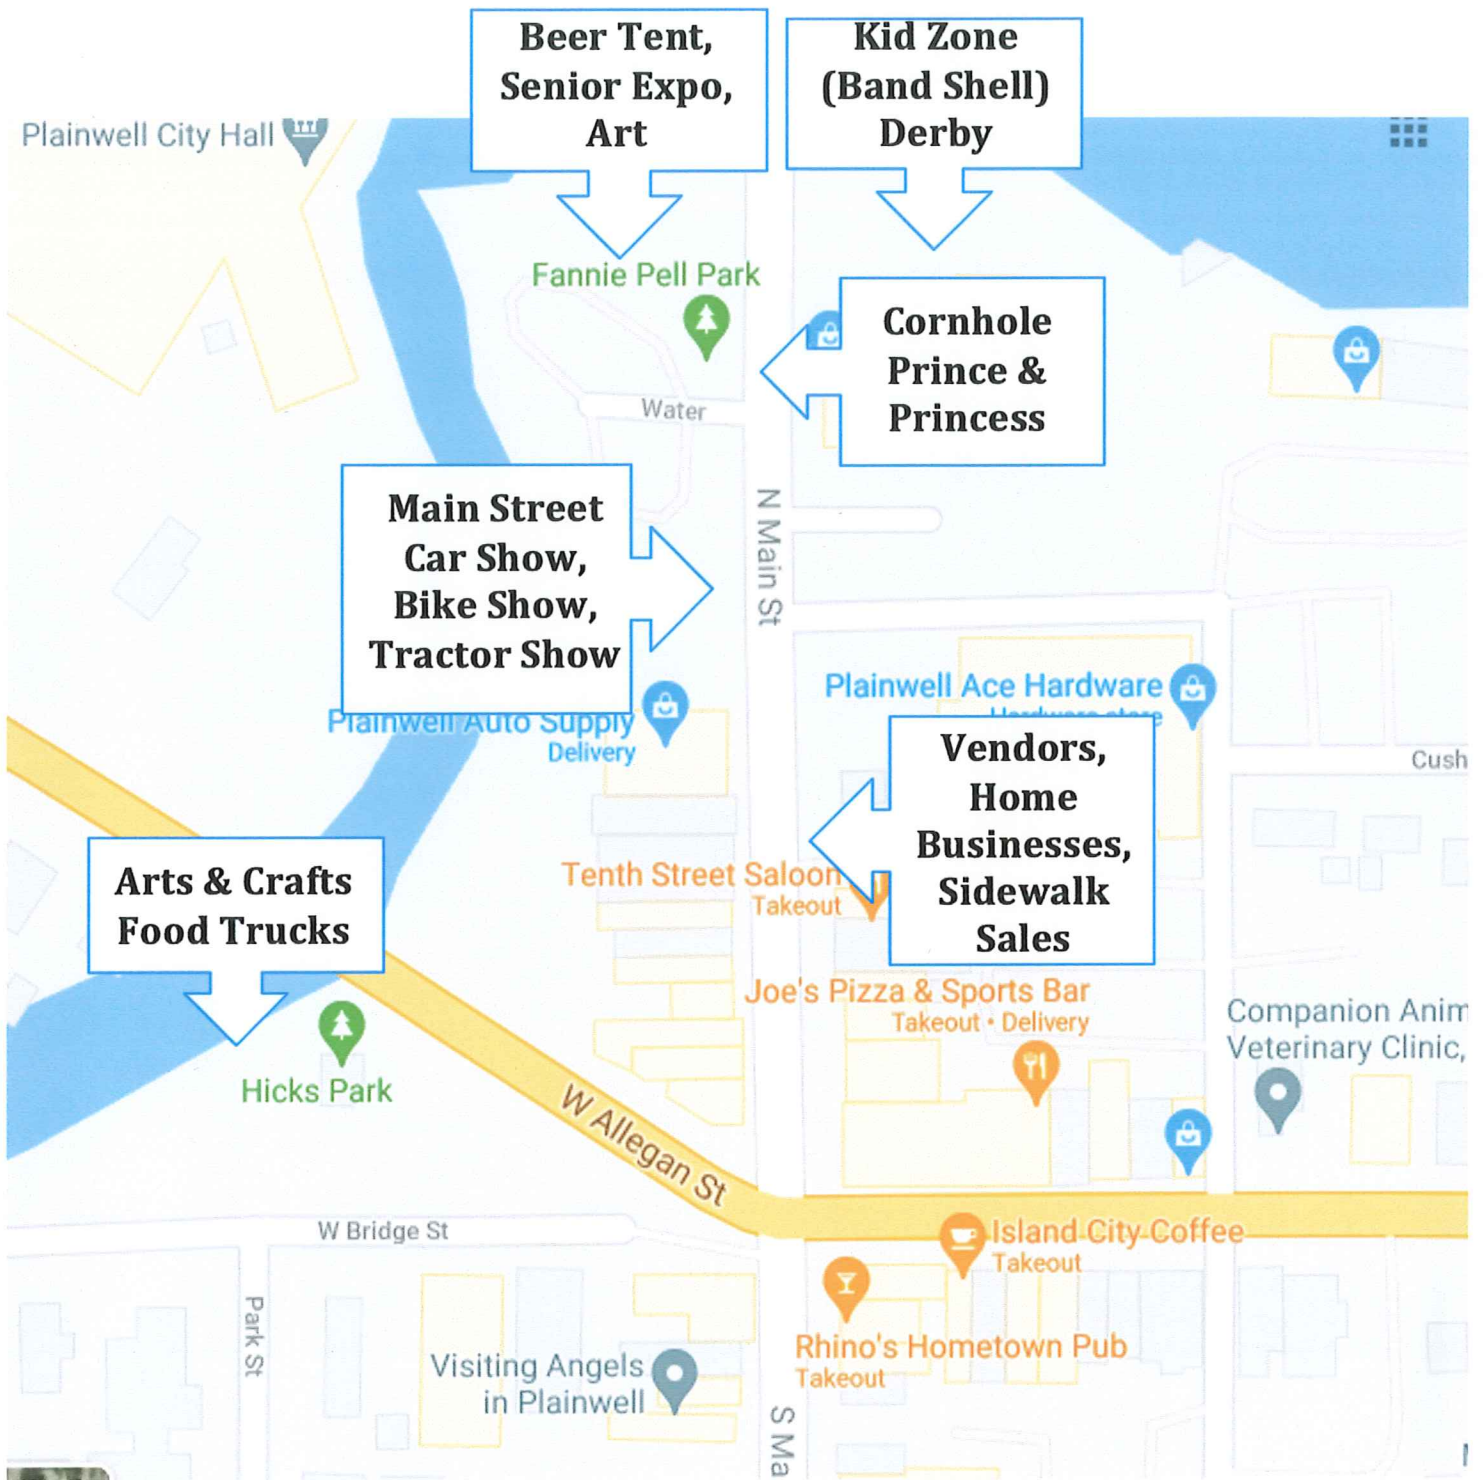 Beer Tent,
Senior Expo,
Art
Kid Zone
(Band Shell)
Derby
Plainwell City Hall
Fannie Pell Park
Cornhole
Prince &
Princess
Water
Main Street
Car Show,
Bike Show,
Tractor Show
N Main St
Plainwell Ace Hardware
Hardware store
Plainwell Auto Supply
Delivery
Vendors,
Home
Businesses,
Sidewalk
Sales
Cush
Arts & Crafts
Food Trucks
Tenth Street Saloon
Takeout
Joe's Pizza & Sports Bar
Takeout • Delivery
Companion Anim
Veterinary Clinic,
Hicks Park
W Allegan St
W Bridge St
Island City Coffee
Takeout
Park St
Rhino's Hometown Pub
Takeout
Visiting Angels
in Plainwell
S Ma